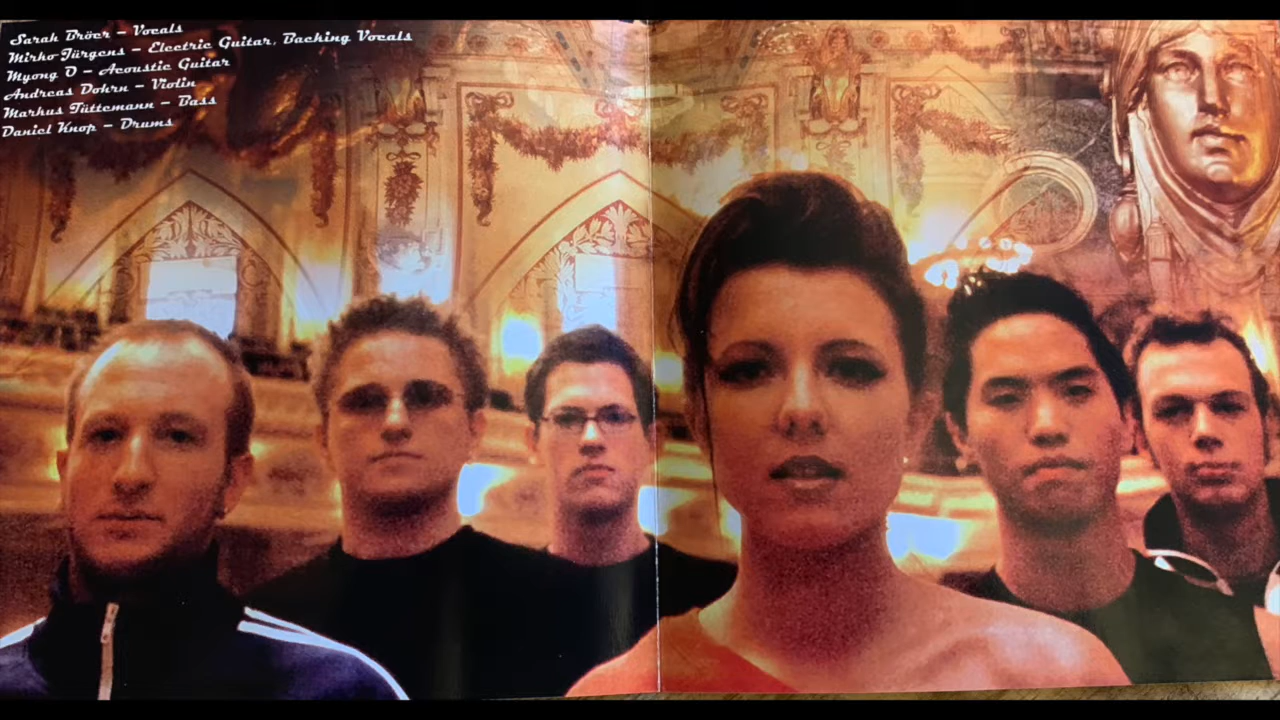 Sarah Bröer – Vocals
Mirko Jürgens – Electric Guitar, Backing Vocals
Myong O – Acoustic Guitar
Andreas Dohrn – Violin
Markus Tüttemann – Bass
Daniel Knop – Drums